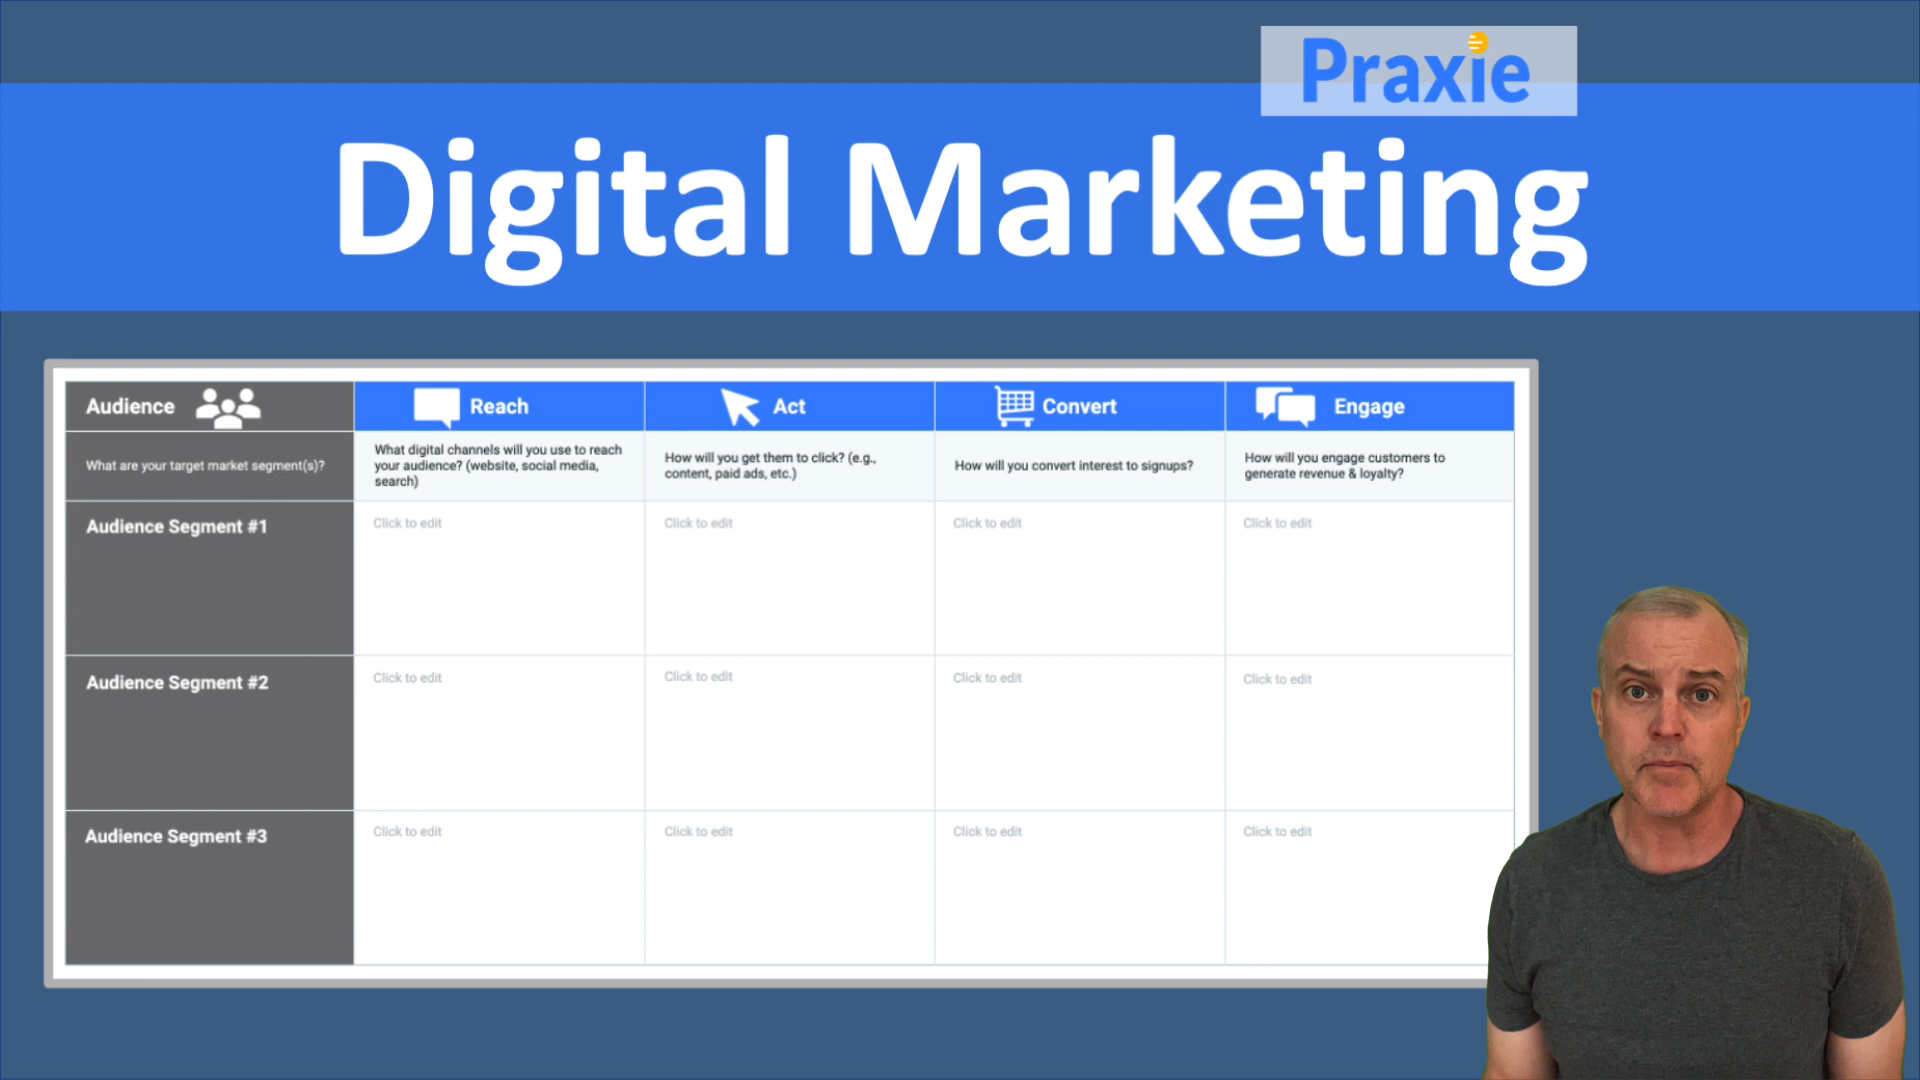 Praxie
Digital Marketing
Audience
Reach
Act
Convert
Engage
What are your target market segment(s)?
What digital channels will you use to reach
your audience? (website, social media,
search)
How will you get them to click? (e.g.,
content, paid ads, etc.)
How will you convert interest to signups?
How will you engage customers to
generate revenue & loyalty?
Audience Segment #1
Click to edit
Click to edit
Click to edit
Click to edit
Audience Segment #2
Click to edit
Click to edit
Click to edit
Click to edit
Audience Segment #3
Click to edit
Click to edit
Click to edit
Click to edit